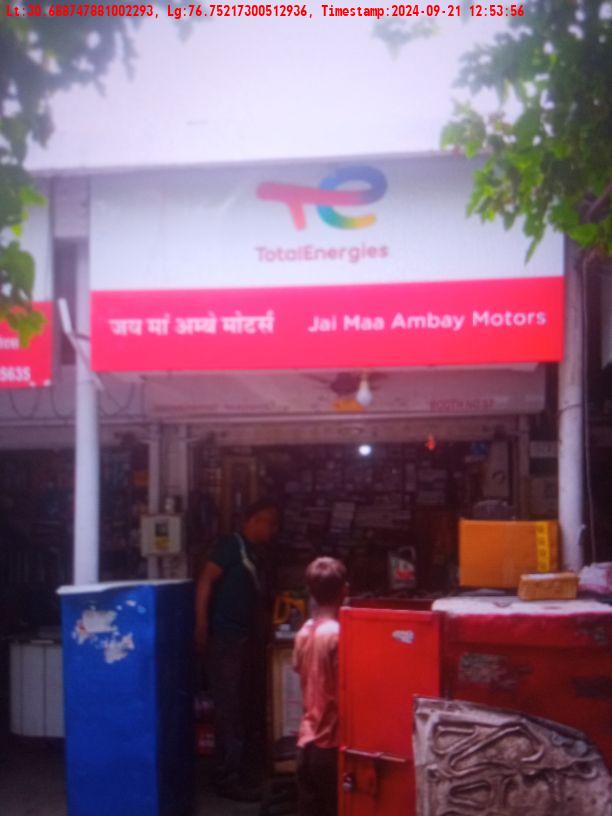 Lt:30.688747881002293, Lg:76.75217300512936, Timestamp:2024-09-21 12:53:56
TotalEnergies
जय मां अम्बे मोटर्स Jai Maa Ambay Motors
5635